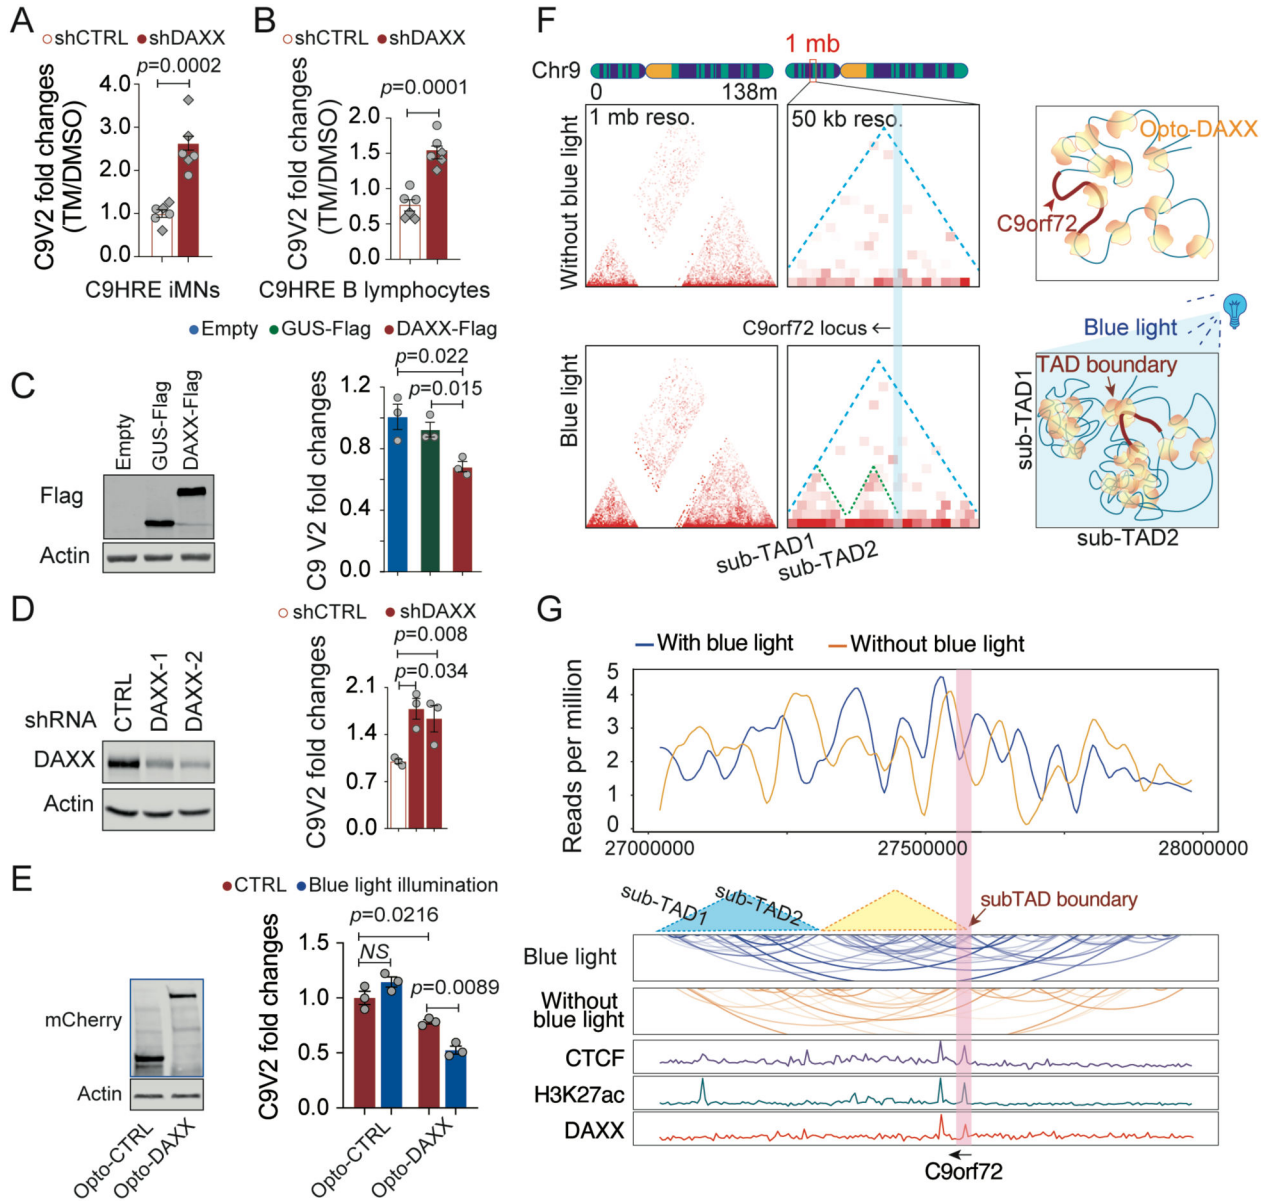 A
shCTRL shDAXX
p=0.0002
C9V2 fold changes
(TM/DMSO)
4.0
3.0
2.0
1.0
0.0
C9HRE iMNs
B
shCTRL shDAXX
p=0.0001
C9V2 fold changes
(TM/DMSO)
2.0
1.5
1.0
0.5
0.0
C9HRE B lymphocytes
C
Empty
GUS-Flag
DAXX-Flag
Flag
Actin
Empty GUS-Flag DAXX-Flag
p=0.022
p=0.015
C9 V2 fold changes
1.2
0.8
0.4
0.0
D
shRNA
CTRL
DAXX-1
DAXX-2
DAXX
Actin
shCTRL shDAXX
p=0.008
p=0.034
C9V2 fold changes
2.1
1.4
0.7
0.0
E
mCherry
Actin
Opto-CTRL
Opto-DAXX
CTRL Blue light illumination
p=0.0216
NS
p=0.0089
C9V2 fold changes
1.5
1.0
0.5
0.0
Opto-CTRL
Opto-DAXX
F
1 mb
Chr9
0 138m
Without blue light
1 mb reso.
50 kb reso.
Opto-DAXX
C9orf72
C9orf72 locus ←
Blue light
Blue light
TAD boundary
sub-TAD1
sub-TAD2
sub-TAD1
sub-TAD2
G
With blue light Without blue light
Reads per million
5
4
3
2
1
0
27000000 27500000 28000000
sub-TAD1
sub-TAD2
subTAD boundary
Blue light
Without
blue light
CTCF
H3K27ac
DAXX
C9orf72